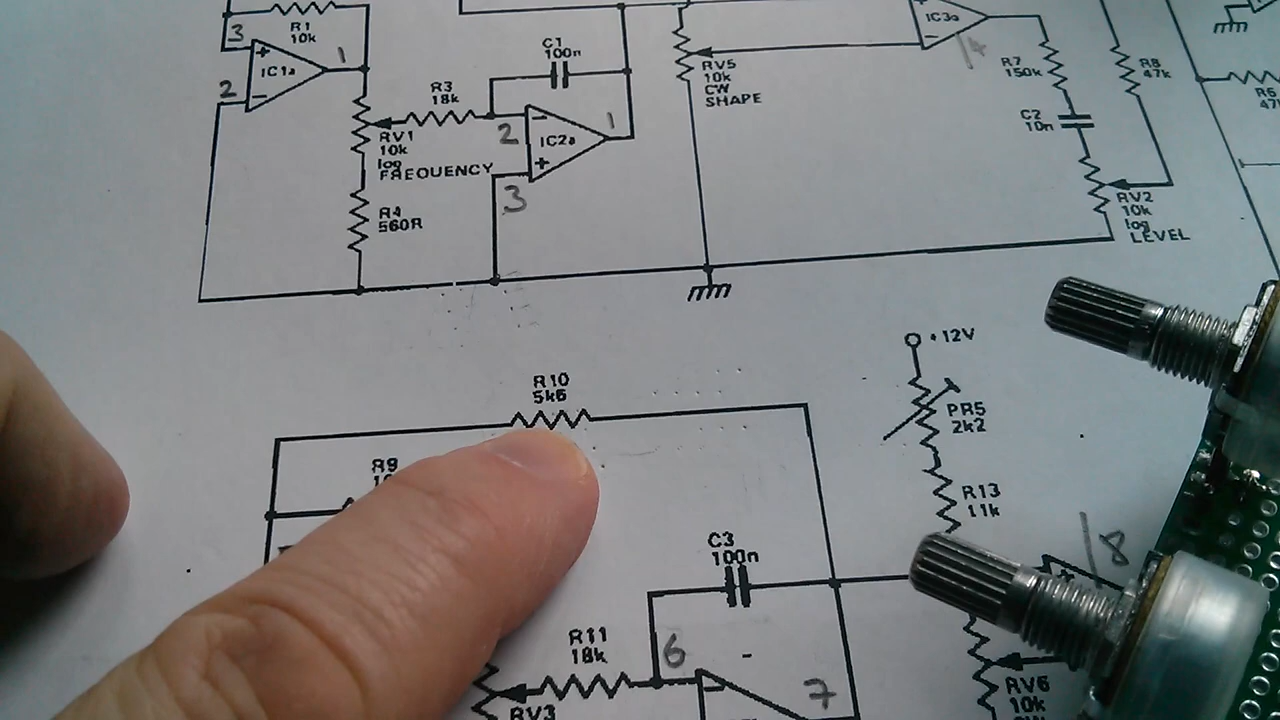 R1
10k
3
+
IC1a
1
2
-
C1
100n
R3
18k
RV1
10k
log
FREQUENCY
2
-
IC2a
1
+
3
R4
560R
RV5
10k
CW
SHAPE
IC3a
14
R7
150k
R8
47k
C2
10n
RV2
10k
log
LEVEL
R10
5k6
R9
+12V
PR5
2k2
R13
11k
C3
100n
R11
18k
6
-
7
RV3
8
RV6
10k